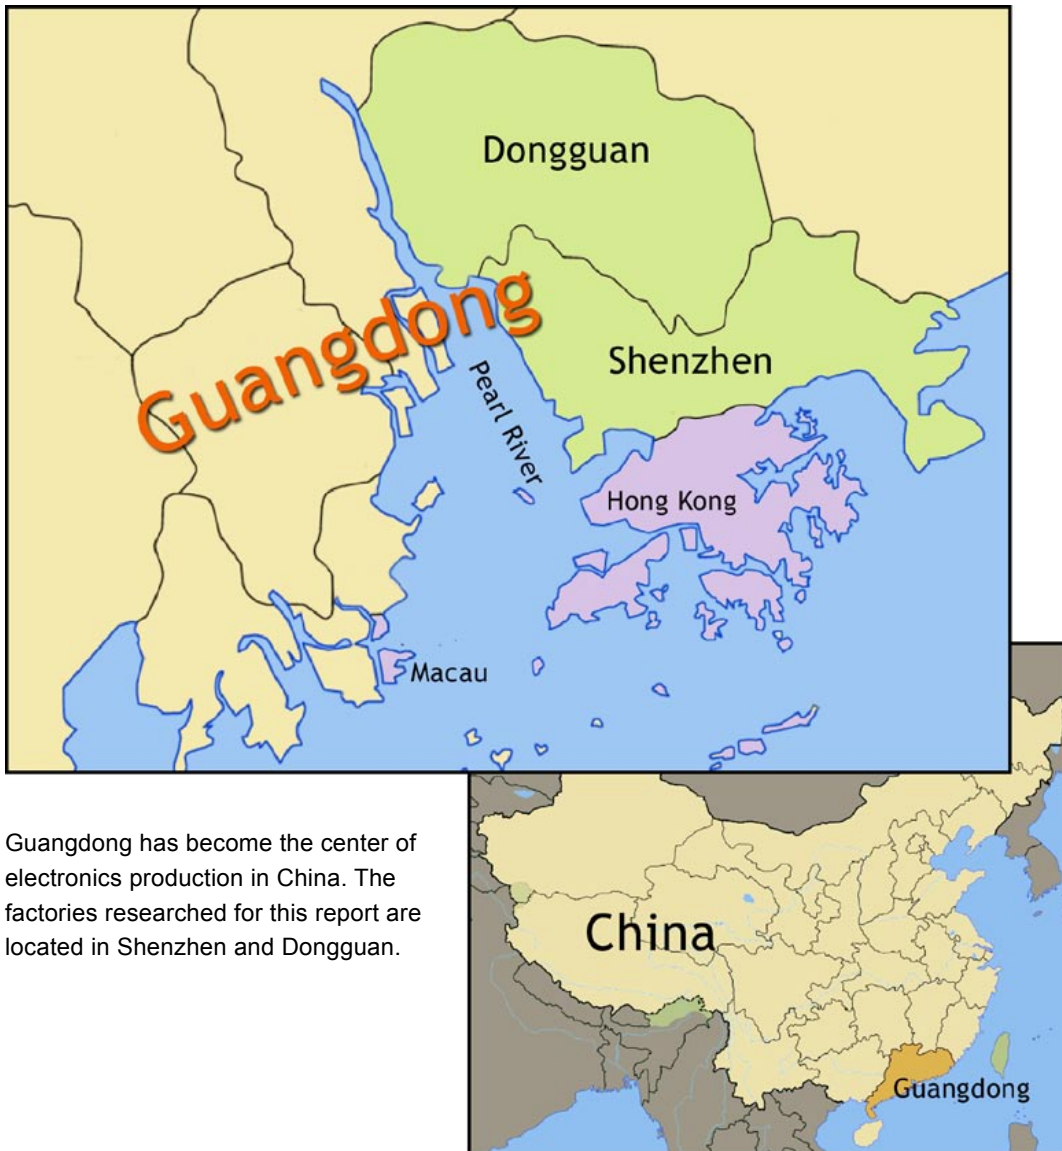 Dongguan
Guangdong
Shenzhen
Pearl River
Hong Kong
Macau
Guangdong has become the center of
electronics production in China. The
factories researched for this report are
located in Shenzhen and Dongguan.
China
Guangdong